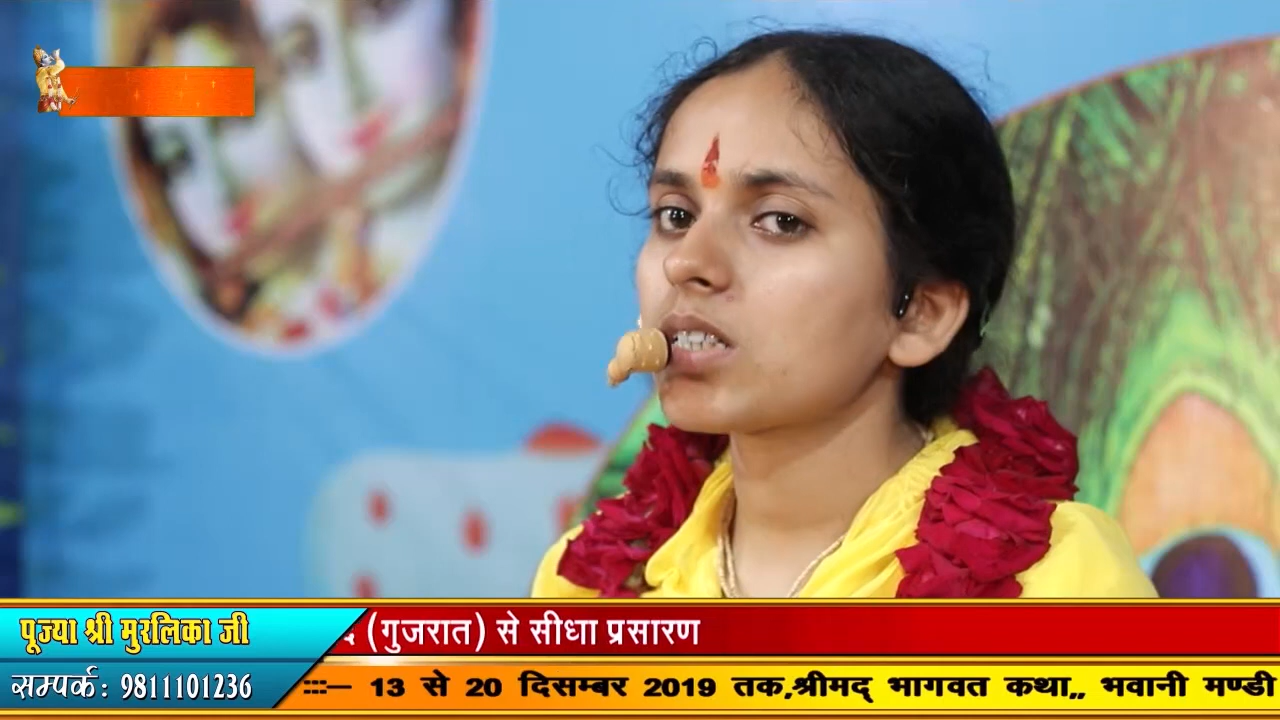 पूज्या श्री मुरलिका जी
(गुजरात) से सीधा प्रसारण
सम्पर्क: 9811101236
:::— 13 से 20 दिसम्बर 2019 तक,श्रीमद् भागवत कथा,, भवानी मण्डी